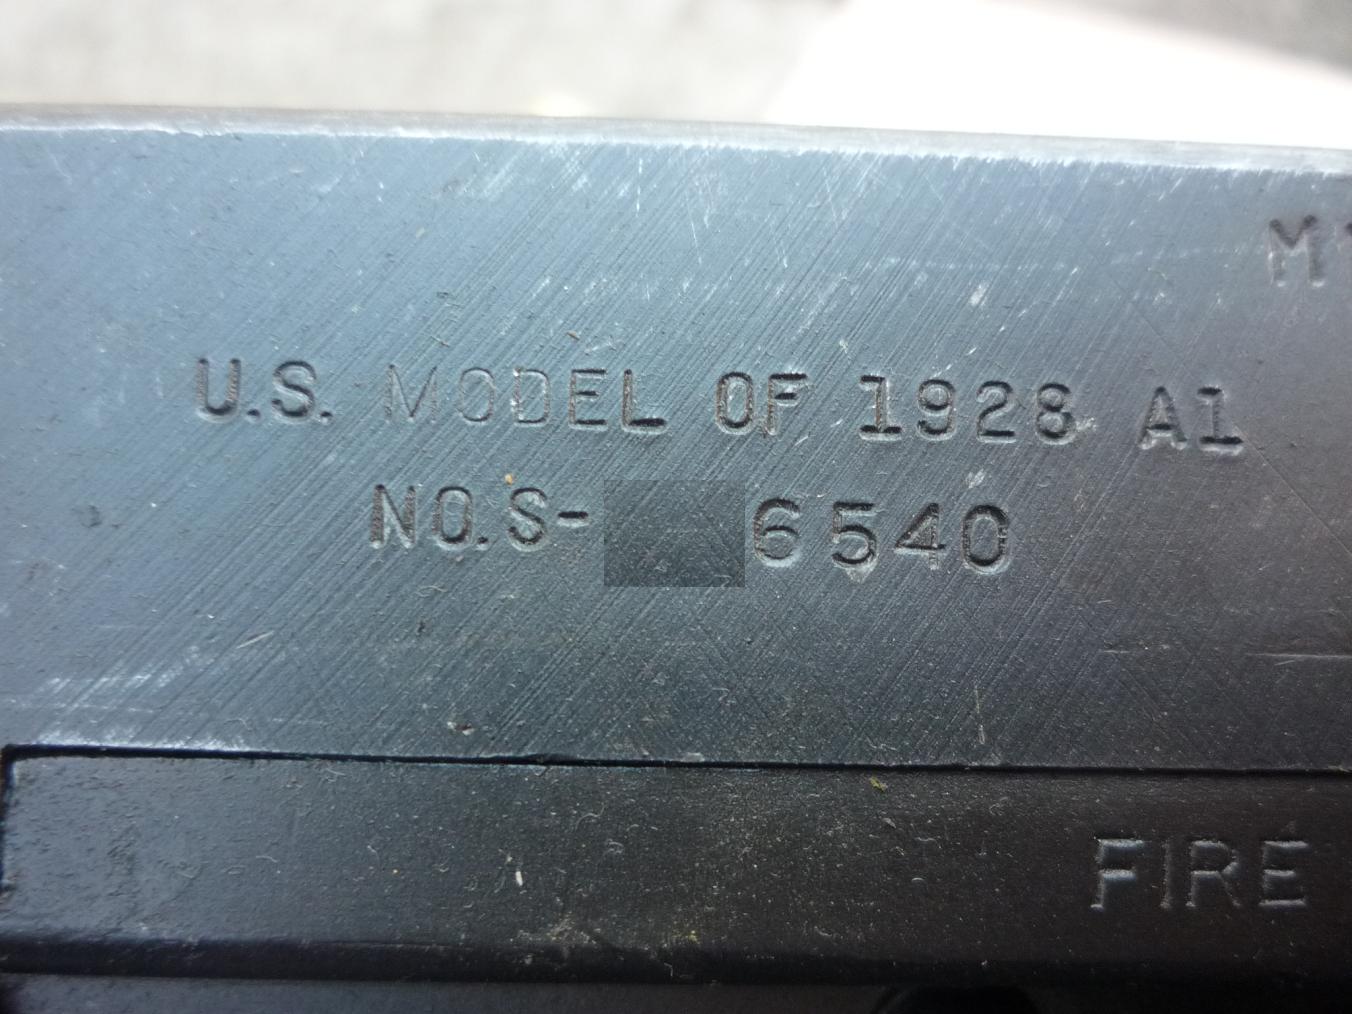 U.S. MODEL OF 1928 A1
NO.S- 6540
FIRE